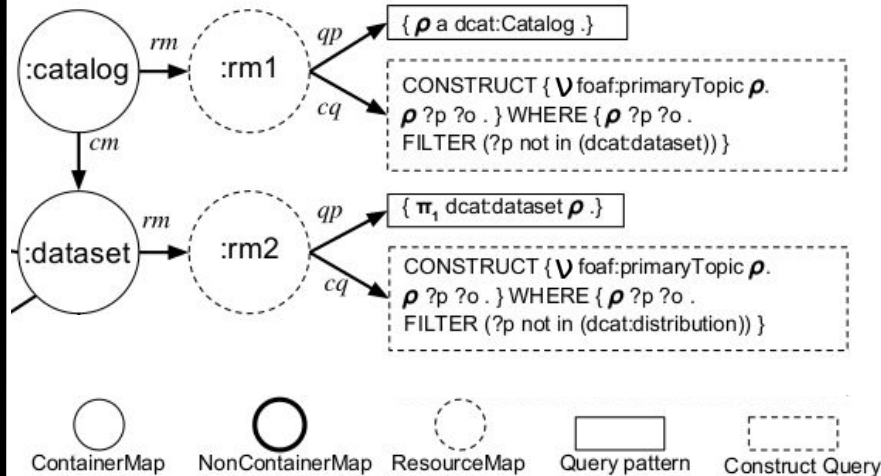 :catalog
rm
:rm1
qp
{ ρ a dcat:Catalog .}
cq
CONSTRUCT { ν foaf:primaryTopic ρ.
ρ ?p ?o . } WHERE { ρ ?p ?o .
FILTER (?p not in (dcat:dataset)) }
cm
:dataset
rm
:rm2
qp
{ π1 dcat:dataset ρ .}
cq
CONSTRUCT { ν foaf:primaryTopic ρ.
ρ ?p ?o . } WHERE { ρ ?p ?o .
FILTER (?p not in (dcat:distribution)) }
ContainerMap
NonContainerMap
ResourceMap
Query pattern
Construct Query